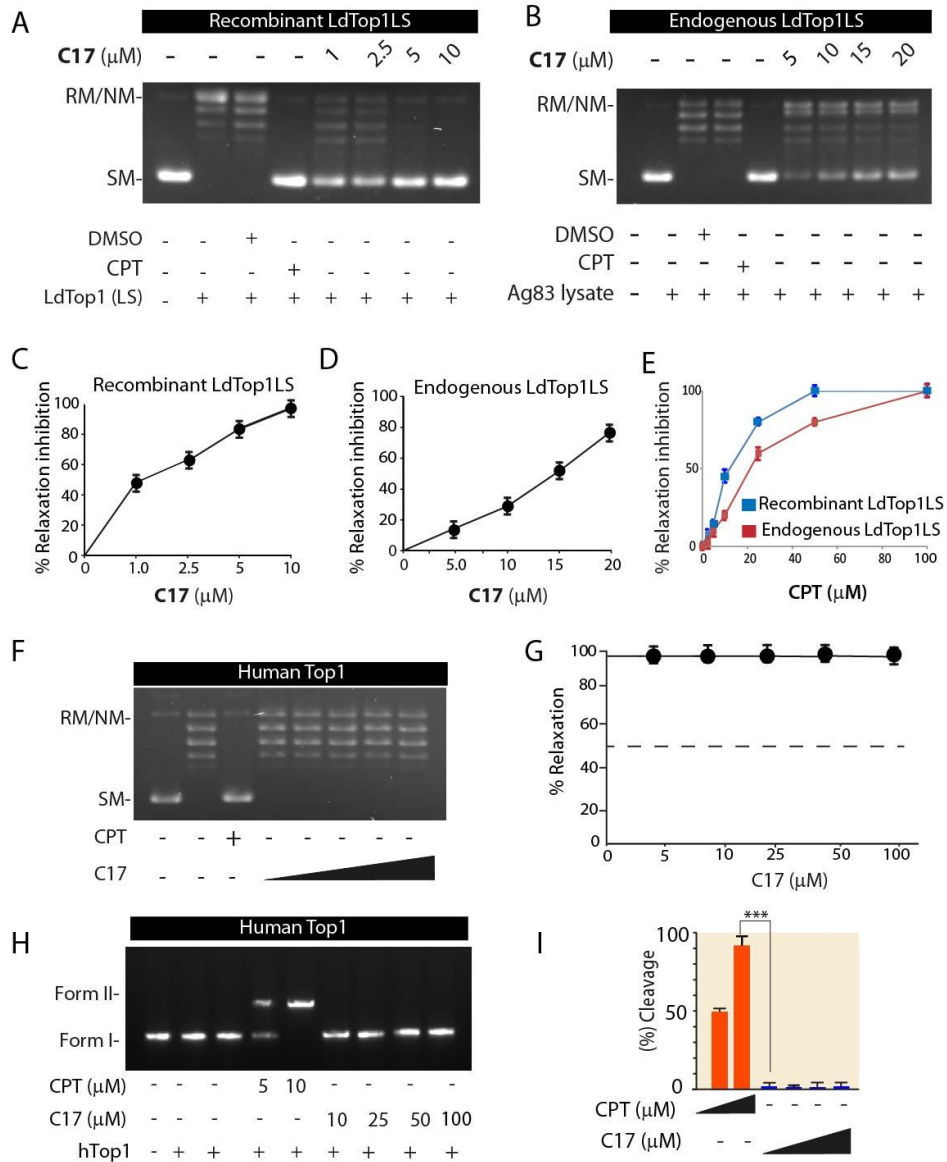 A
Recombinant LdTop1LS
C17 (μM) - - - - 1 2.5 5 10
RM/NM-
SM-
DMSO - - + - - - - -
CPT - - - + - - - -
LdTop1 (LS) - + + + + + + +
B
Endogenous LdTop1LS
C17 (μM) - - - - 5 10 15 20
RM/NM-
SM-
DMSO - - + - - - - -
CPT - - - + - - - -
Ag83 lysate - + + + + + + +
C
Recombinant LdTop1LS
% Relaxation inhibition
100
80
60
40
20
0
0 1.0 2.5 5 10
C17 (μM)
D
Endogenous LdTop1LS
% Relaxation inhibition
100
80
60
40
20
0
0 5.0 10 15 20
C17 (μM)
E
% Relaxation inhibition
100
50
0
Recombinant LdTop1LS
Endogenous LdTop1LS
0 20 40 60 80 100
CPT (μM)
F
Human Top1
RM/NM-
SM-
CPT - - + - - - - -
C17 - - -
G
% Relaxation
100
80
60
40
20
0
0 5 10 25 50 100
C17 (μM)
H
Human Top1
Form II-
Form I-
CPT (μM) - - - 5 10 - - - -
C17 (μM) - - - - - 10 25 50 100
hTop1 - + + + + + + + +
I
***
(%) Cleavage
100
50
0
CPT (μM) - - - -
C17 (μM) - -